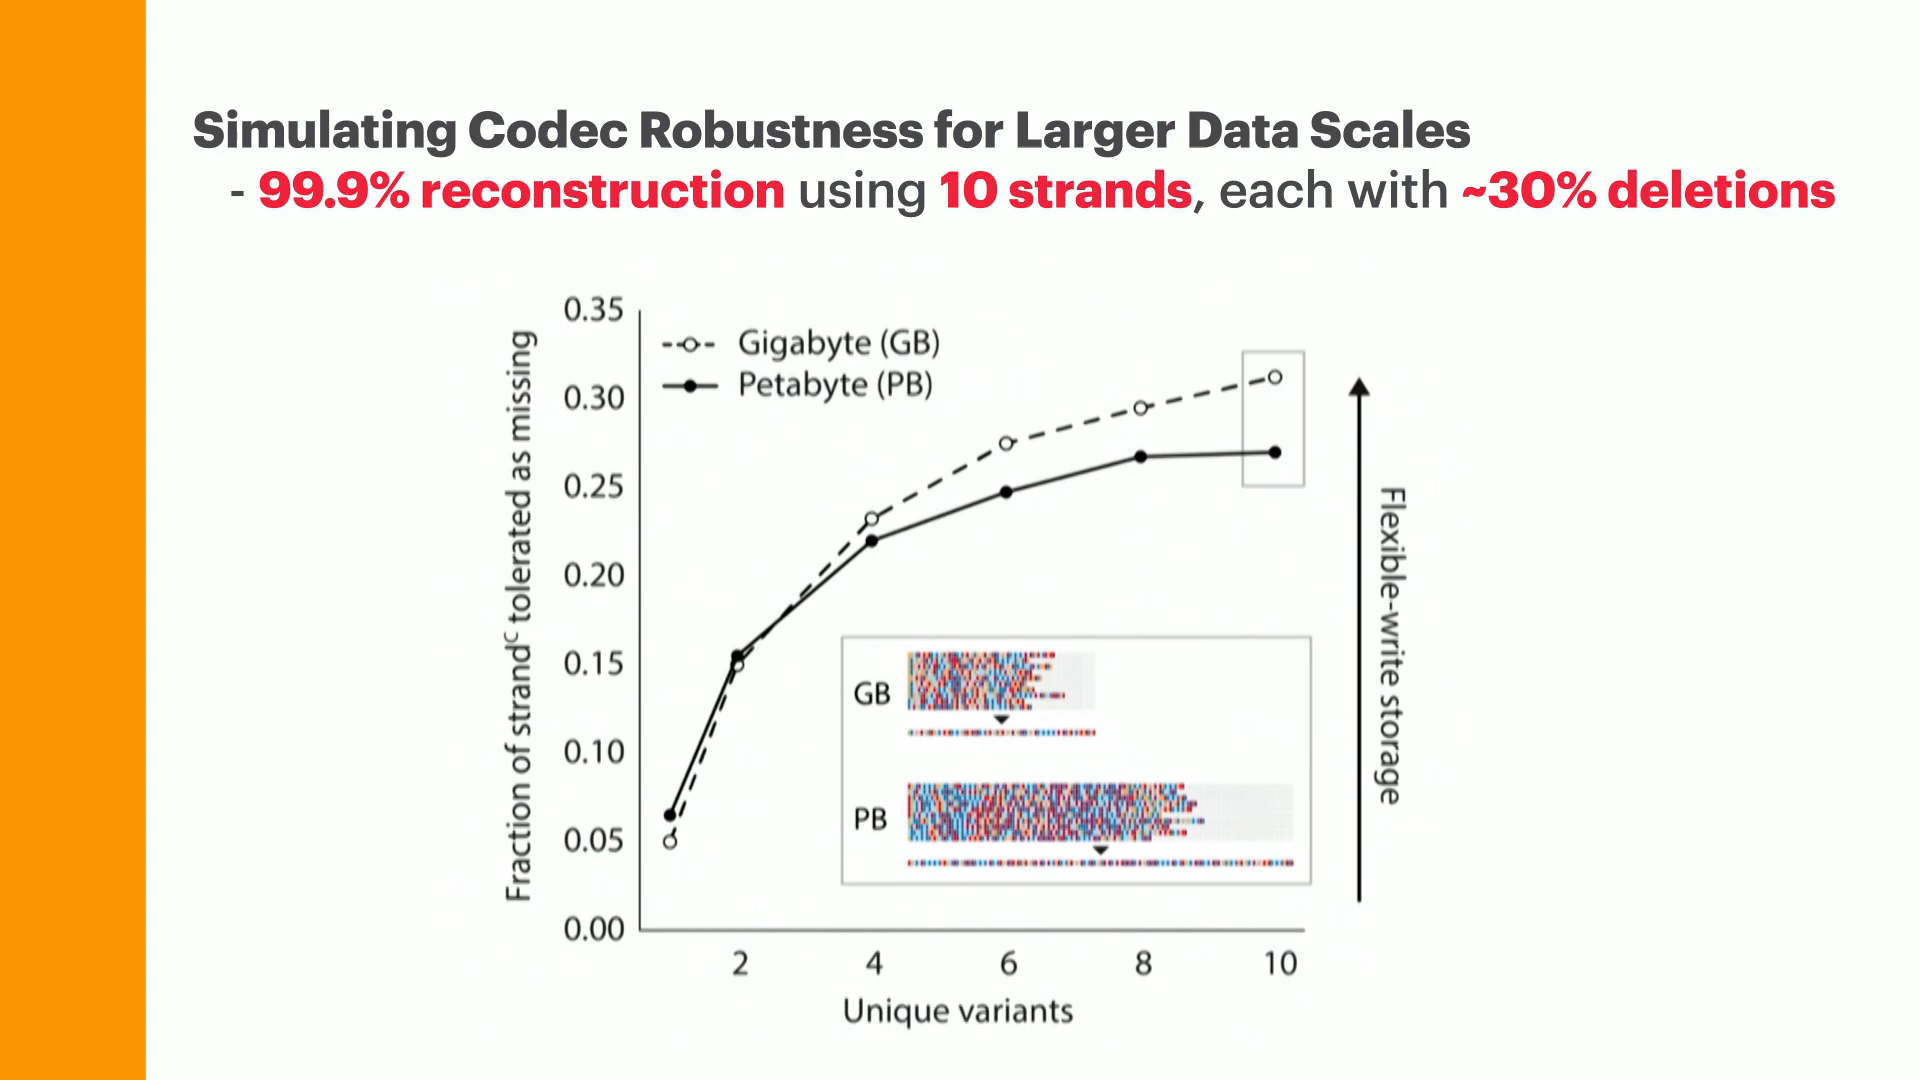 Simulating Codec Robustness for Larger Data Scales
- 99.9% reconstruction using 10 strands, each with ~30% deletions
Fraction of strandᶜ tolerated as missing
0.35
0.30
0.25
0.20
0.15
0.10
0.05
0.00
Gigabyte (GB)
Petabyte (PB)
GB
PB
Flexible-write storage
2 4 6 8 10
Unique variants